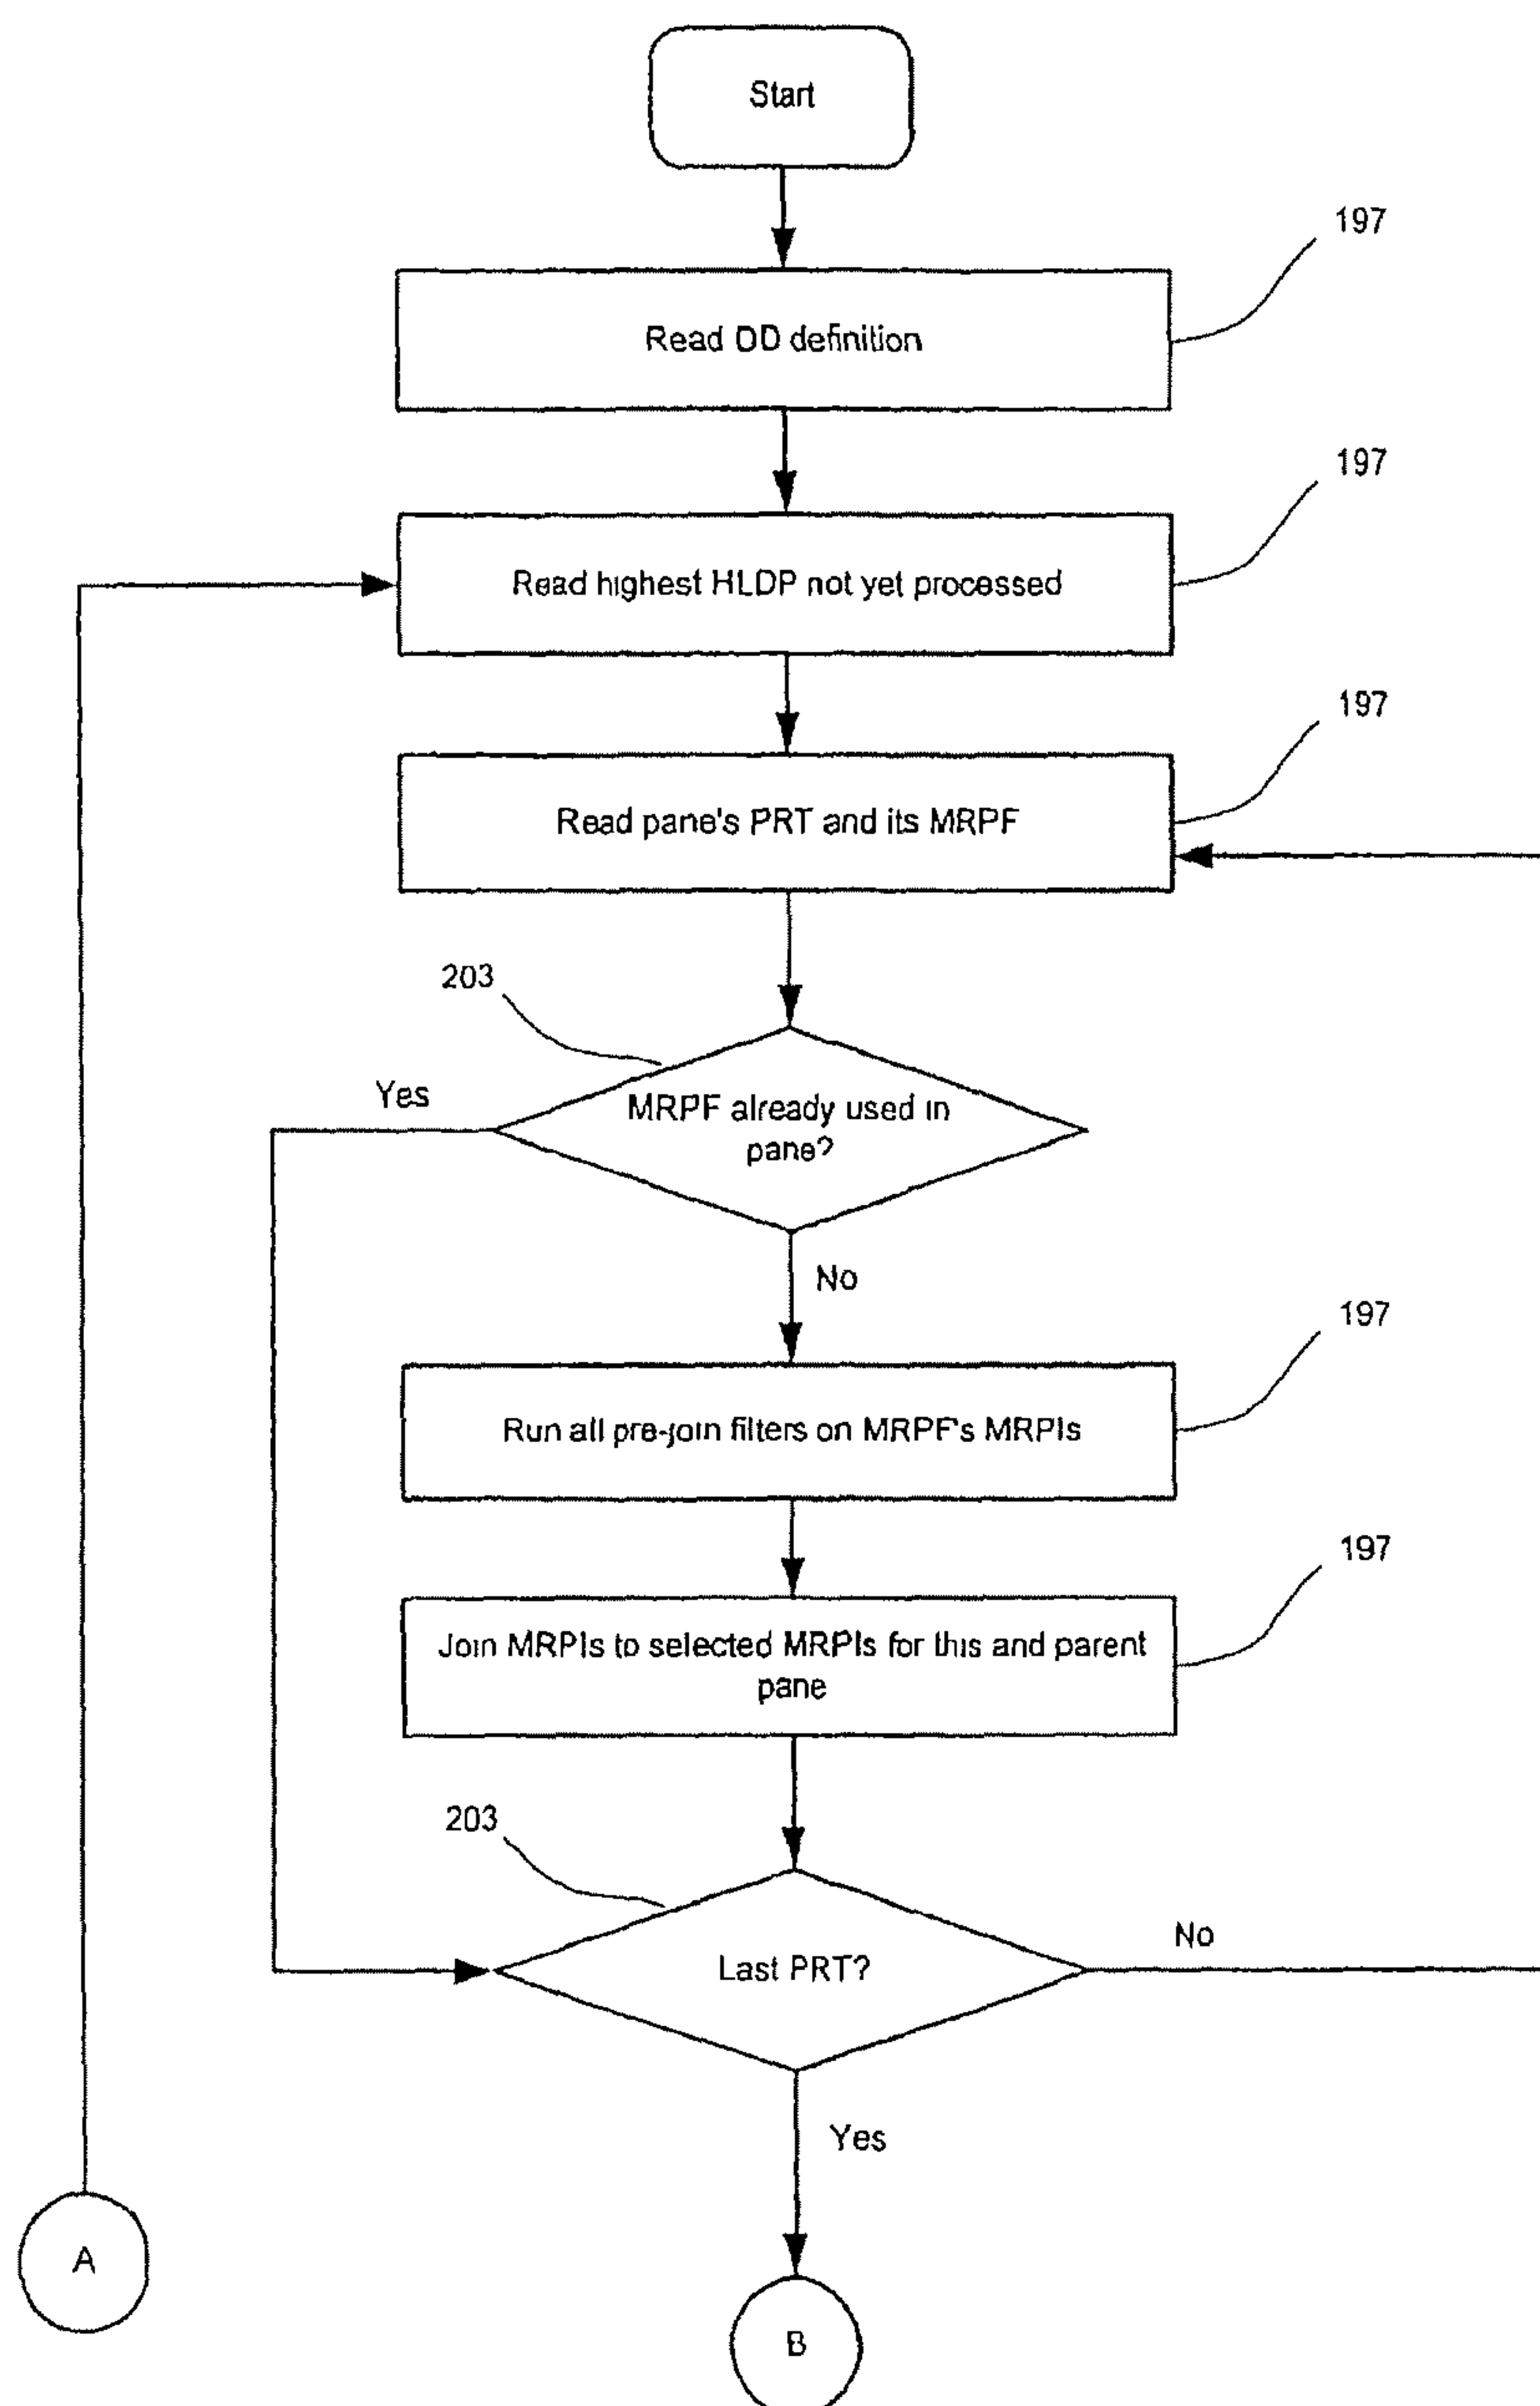 Start
197
Read DD definition
197
Read highest HLDP not yet processed
197
Read pane's PRT and its MRPF
203
Yes
MRPF already used in
pane?
No
197
Run all pre-join filters on MRPF's MRPIs
197
Join MRPIs to selected MRPIs for this and parent
pane
203
No
Last PRT?
Yes
A
B